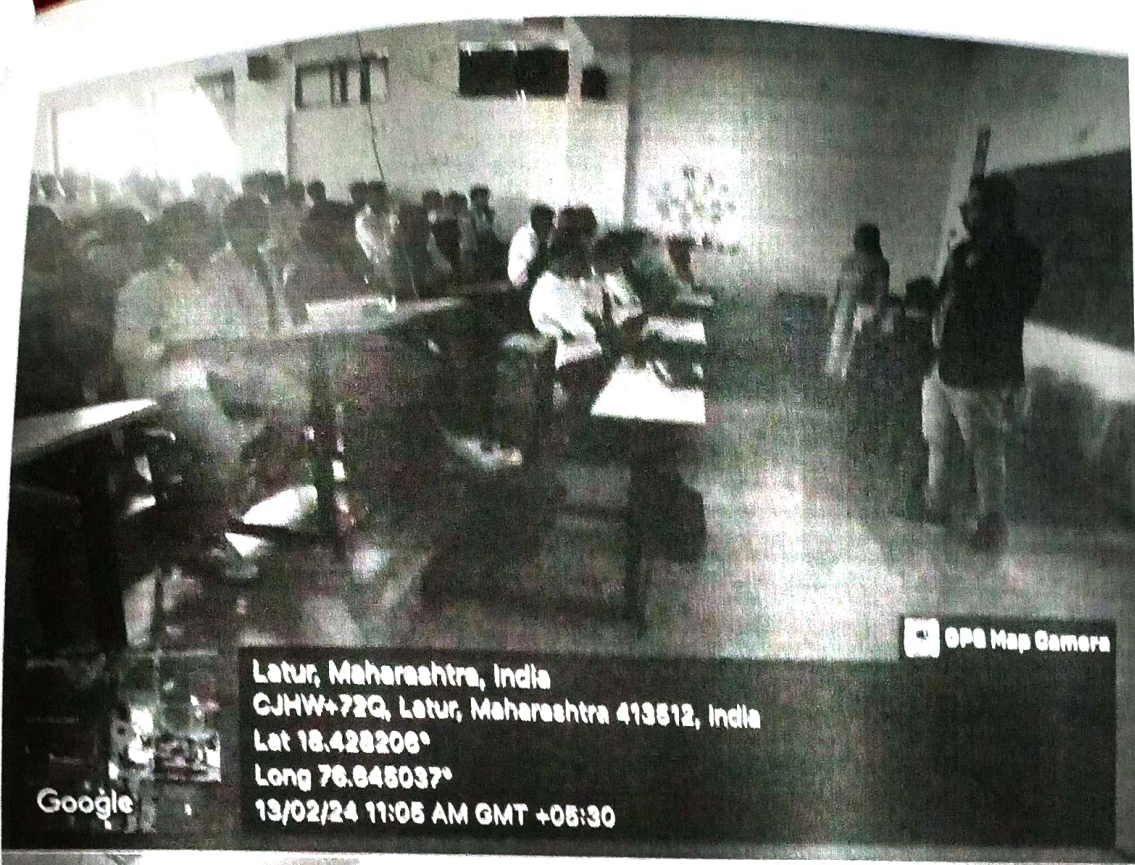 GPS Map Camera
Latur, Maharashtra, India
CJHW+72Q, Latur, Maharashtra 413512, India
Lat 18.428206°
Long 76.545037°
13/02/24 11:05 AM GMT +05:30
Google